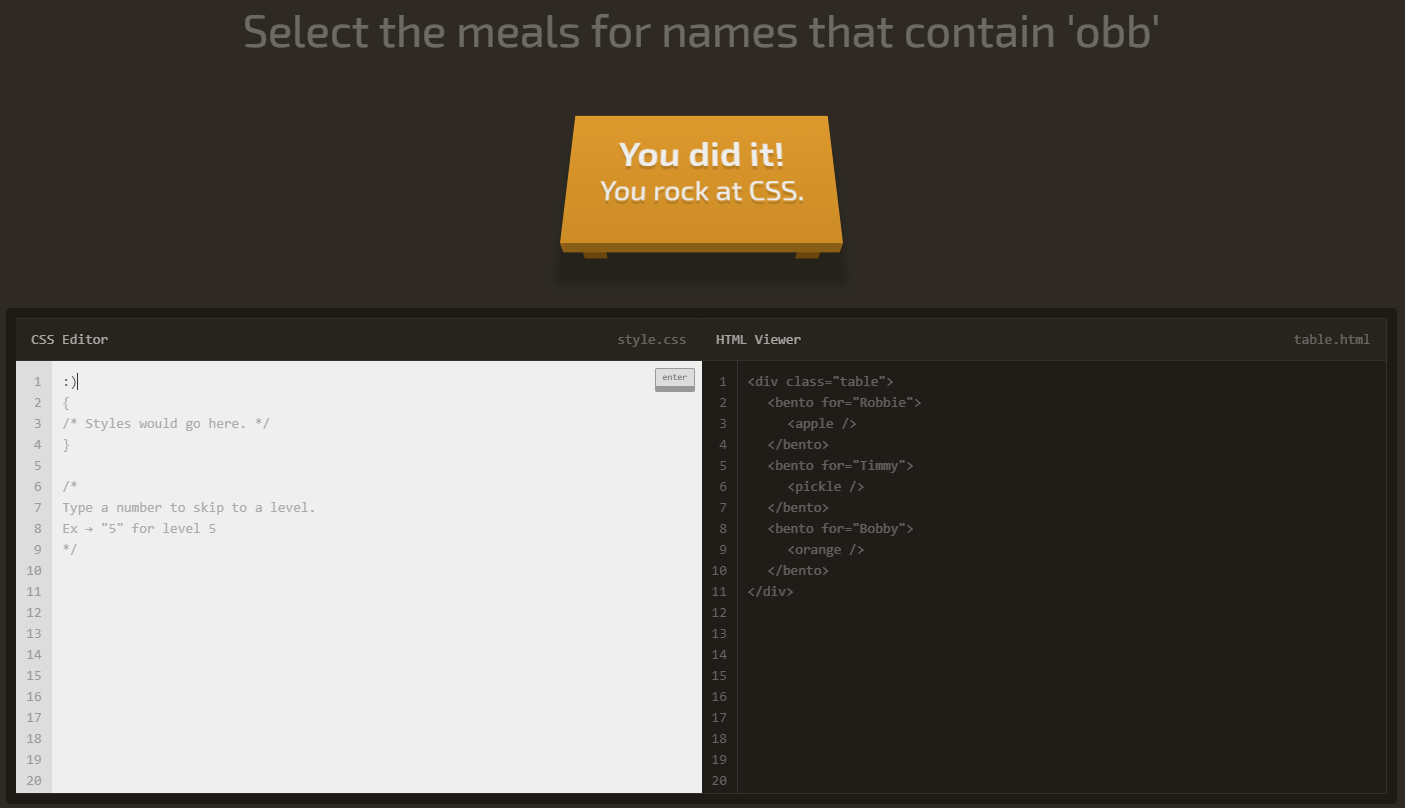 Select the meals for names that contain 'obb'
You did it!
You rock at CSS.
CSS Editor
style.css
1 :)
enter
2 {
3 /* Styles would go here. */
4 }
5
6 /*
7 Type a number to skip to a level.
8 Ex → "5" for level 5
9 */
10
11
12
13
14
15
16
17
18
19
20
HTML Viewer
table.html
1 <div class="table">
2 <bento for="Robbie">
3 <apple />
4 </bento>
5 <bento for="Timmy">
6 <pickle />
7 </bento>
8 <bento for="Bobby">
9 <orange />
10 </bento>
11 </div>
12
13
14
15
16
17
18
19
20